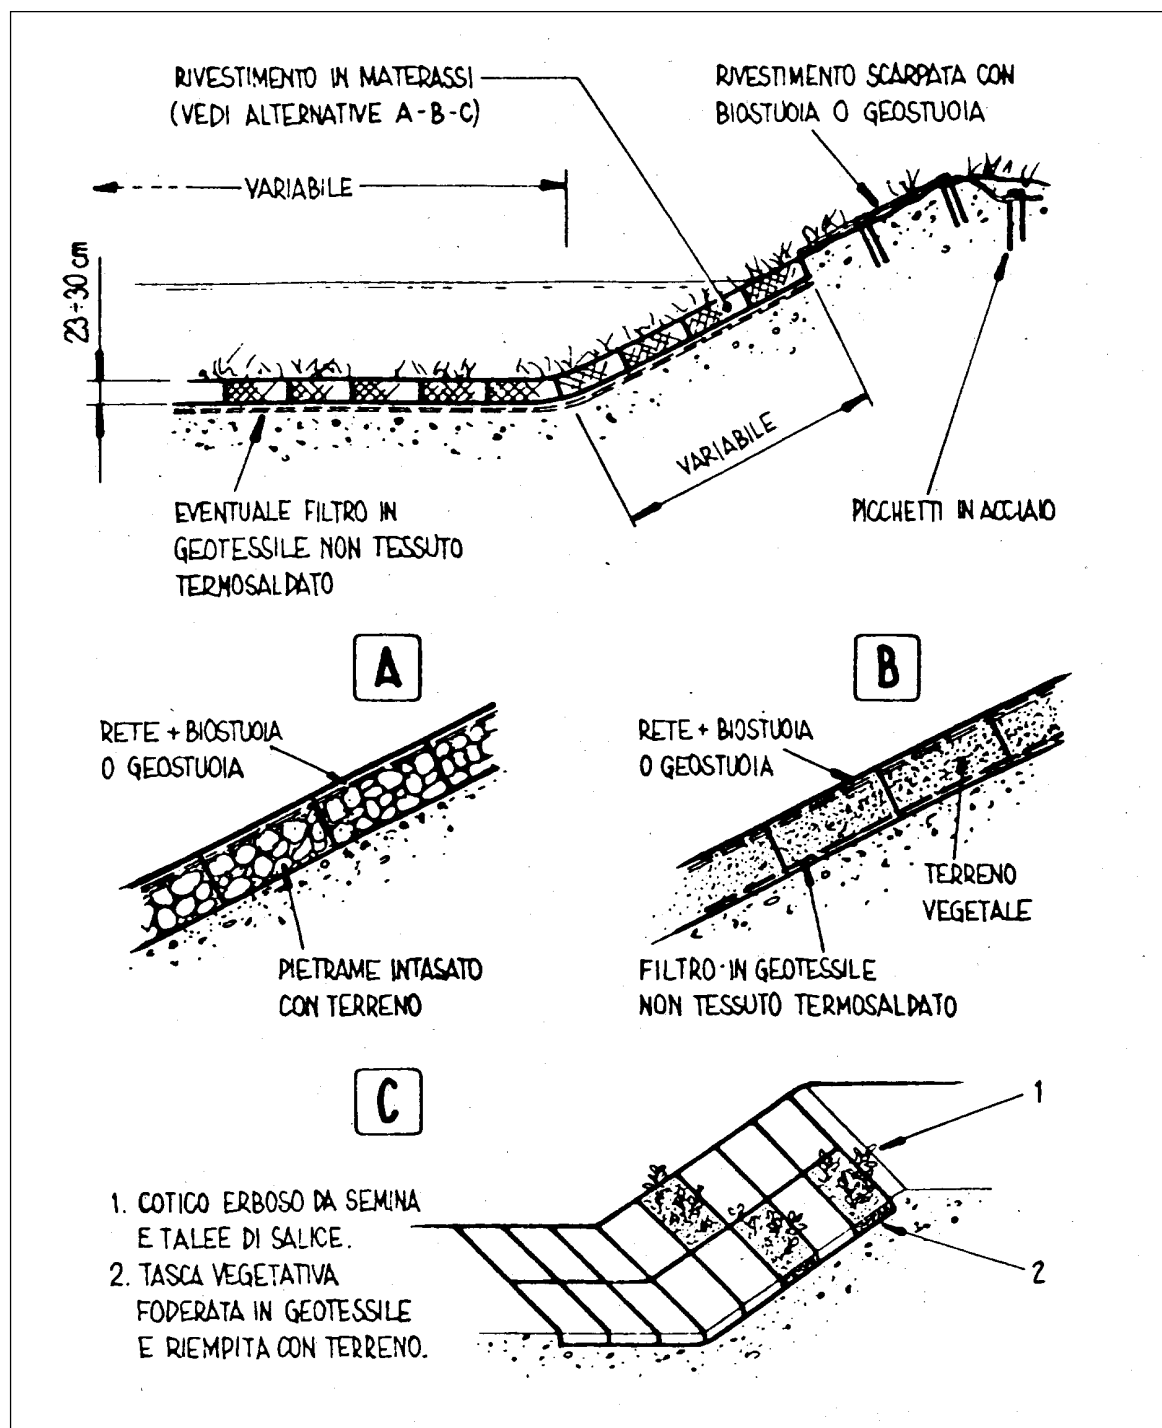 RIVESTIMENTO IN MATERASSI
(VEDI ALTERNATIVE A-B-C)
RIVESTIMENTO SCARPATA CON
BIOSTUOIA O GEOSTUOIA
VARIABILE
23÷30 cm
VARIABILE
EVENTUALE FILTRO IN
GEOTESSILE NON TESSUTO
TERMOSALDATO
PICCHETTI IN ACCIAIO
A
RETE + BIOSTUOIA
O GEOSTUOIA
PIETRAME INTASATO
CON TERRENO
B
RETE + BIOSTUOIA
O GEOSTUOIA
TERRENO
VEGETALE
FILTRO IN GEOTESSILE
NON TESSUTO TERMOSALDATO
C
1
2
1. COTICO ERBOSO DA SEMINA
E TALEE DI SALICE.
2. TASCA VEGETATIVA
FODERATA IN GEOTESSILE
E RIEMPITA CON TERRENO.